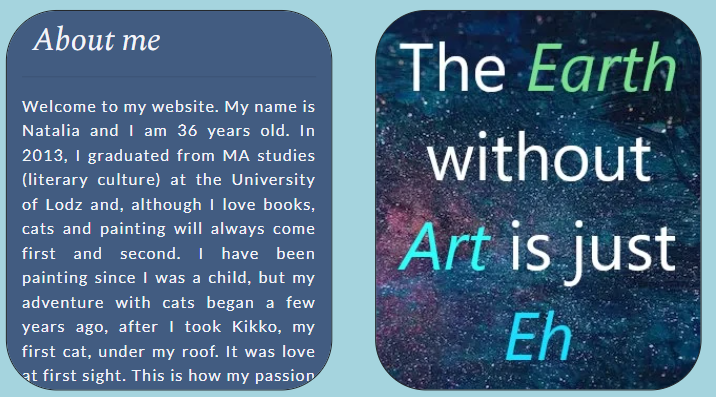 About me
Welcome to my website. My name is
Natalia and I am 36 years old. In
2013, I graduated from MA studies
(literary culture) at the University
of Lodz and, although I love books,
cats and painting will always come
first and second. I have been
painting since I was a child, but my
adventure with cats began a few
years ago, after I took Kikko, my
first cat, under my roof. It was love
at first sight. This is how my passion
The Earth
without
Art is just
Eh